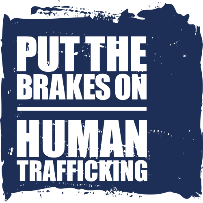 PUT THE
BRAKES ON
HUMAN
TRAFFICKING